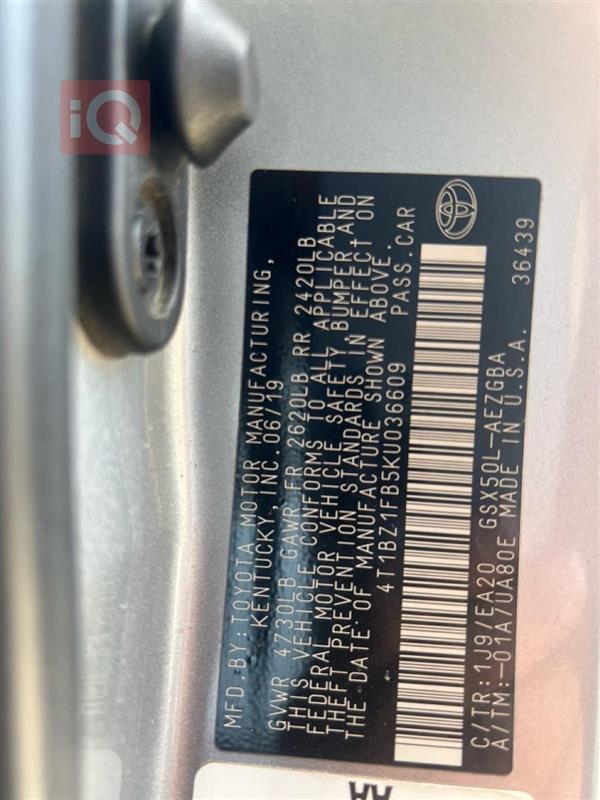 iQ
MFD.BY:TOYOTA MOTOR MANUFACTURING,
KENTUCKY,INC.06/19
GVWR 4730LB GAWR FR 2620LB RR 2420LB
THIS VEHICLE CONFORMS TO ALL APPLICABLE
FEDERAL MOTOR VEHICLE SAFETY, BUMPER,AND
THEFT PREVENTION STANDARDS IN EFFECT ON
THE DATE OF MANUFACTURE SHOWN ABOVE.
4T1BZ1FB5KU036609 PASS.CAR
C/TR:1J9/EA20 GSX50L-AEZGBA
A/TM:-01A/UA80E MADE IN U.S.A. 36439